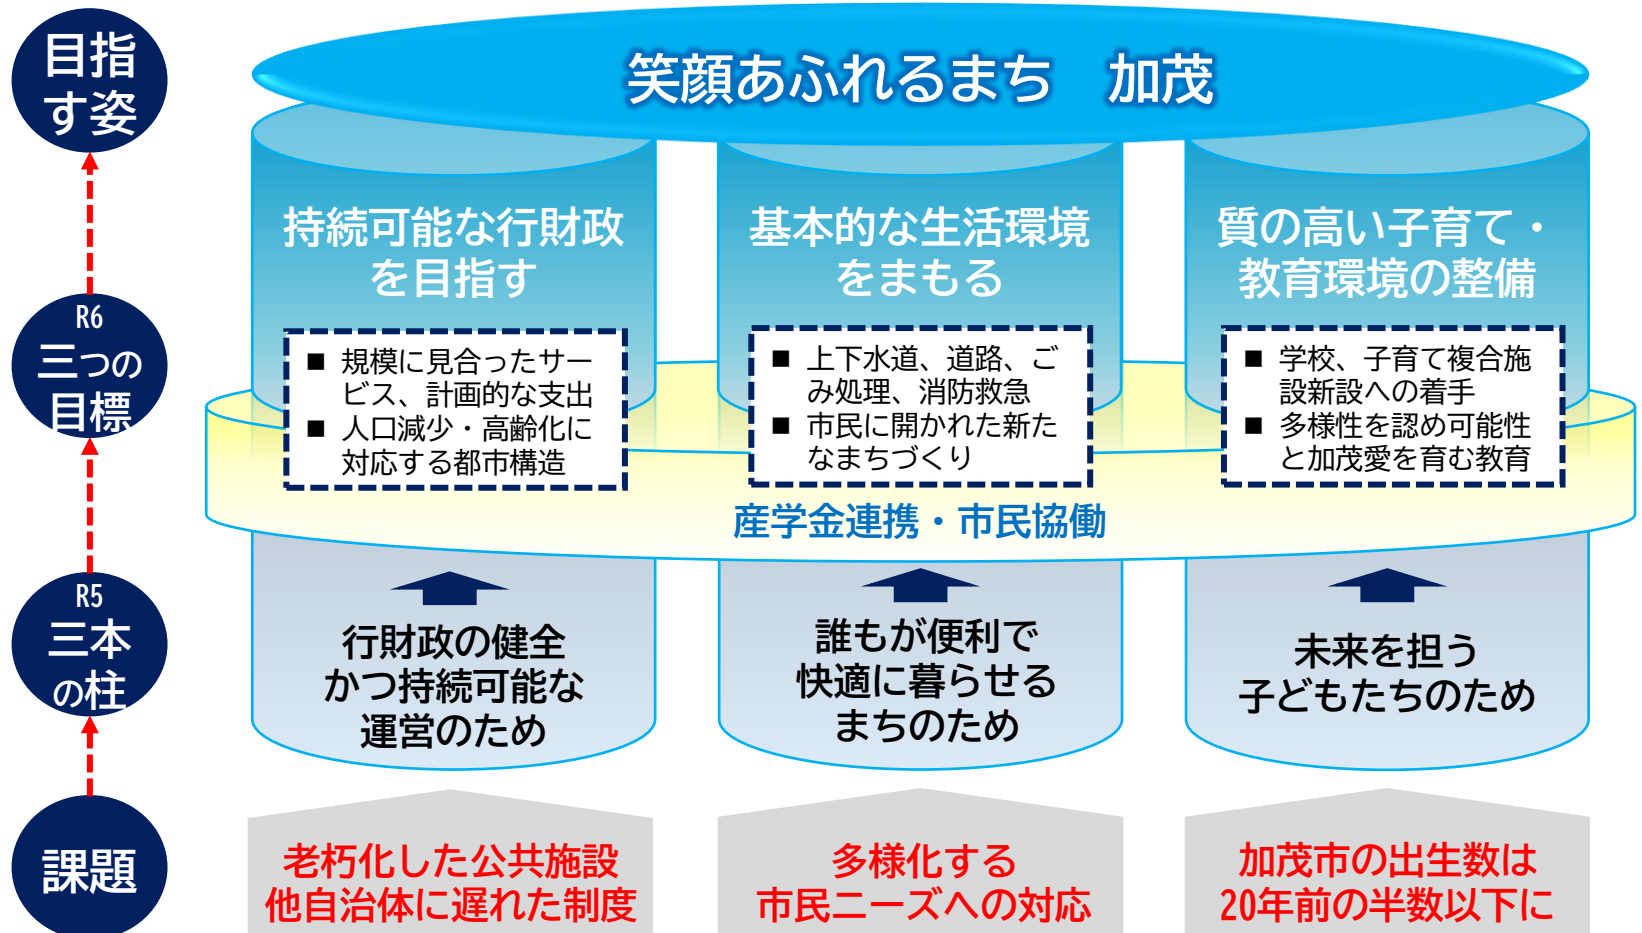 目指
す姿
笑顔あふれるまち　加茂
持続可能な行財政
を目指す
基本的な生活環境
をまもる
質の高い子育て・
教育環境の整備
R6
三つの
目標
■ 規模に見合ったサー
ビス、計画的な支出
■ 人口減少・高齢化に
対応する都市構造
■ 上下水道、道路、ご
み処理、消防救急
■ 市民に開かれた新た
なまちづくり
■ 学校、子育て複合施
設新設への着手
■ 多様性を認め可能性
と加茂愛を育む教育
産学金連携・市民協働
R5
三本
の柱
行財政の健全
かつ持続可能な
運営のため
誰もが便利で
快適に暮らせる
まちのため
未来を担う
子どもたちのため
課題
老朽化した公共施設
他自治体に遅れた制度
多様化する
市民ニーズへの対応
加茂市の出生数は
20年前の半数以下に